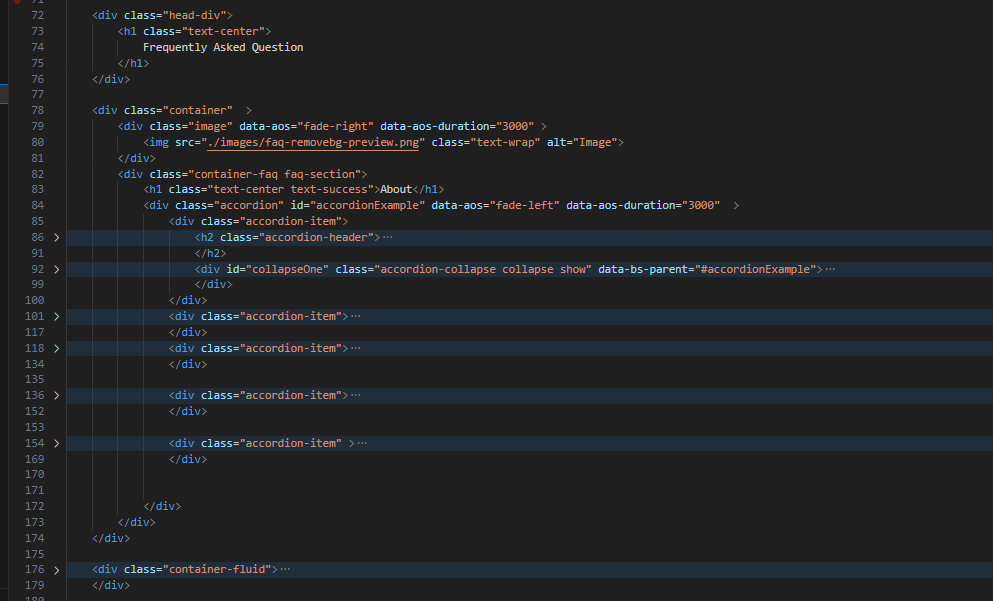 71
72 <div class="head-div">
73 <h1 class="text-center">
74 Frequently Asked Question
75 </h1>
76 </div>
77
78 <div class="container"  >
79 <div class="image" data-aos="fade-right" data-aos-duration="3000" >
80 <img src="./images/faq-removebg-preview.png" class="text-wrap" alt="Image">
81 </div>
82 <div class="container-faq faq-section">
83 <h1 class="text-center text-success">About</h1>
84 <div class="accordion" id="accordionExample" data-aos="fade-left" data-aos-duration="3000"  >
85 <div class="accordion-item">
86 <h2 class="accordion-header">···
91 </h2>
92 <div id="collapseOne" class="accordion-collapse collapse show" data-bs-parent="#accordionExample">···
99 </div>
100 </div>
101 <div class="accordion-item">···
117 </div>
118 <div class="accordion-item">···
134 </div>
135
136 <div class="accordion-item">···
152 </div>
153
154 <div class="accordion-item" >···
169 </div>
170
171
172 </div>
173 </div>
174 </div>
175
176 <div class="container-fluid">···
179 </div>
180